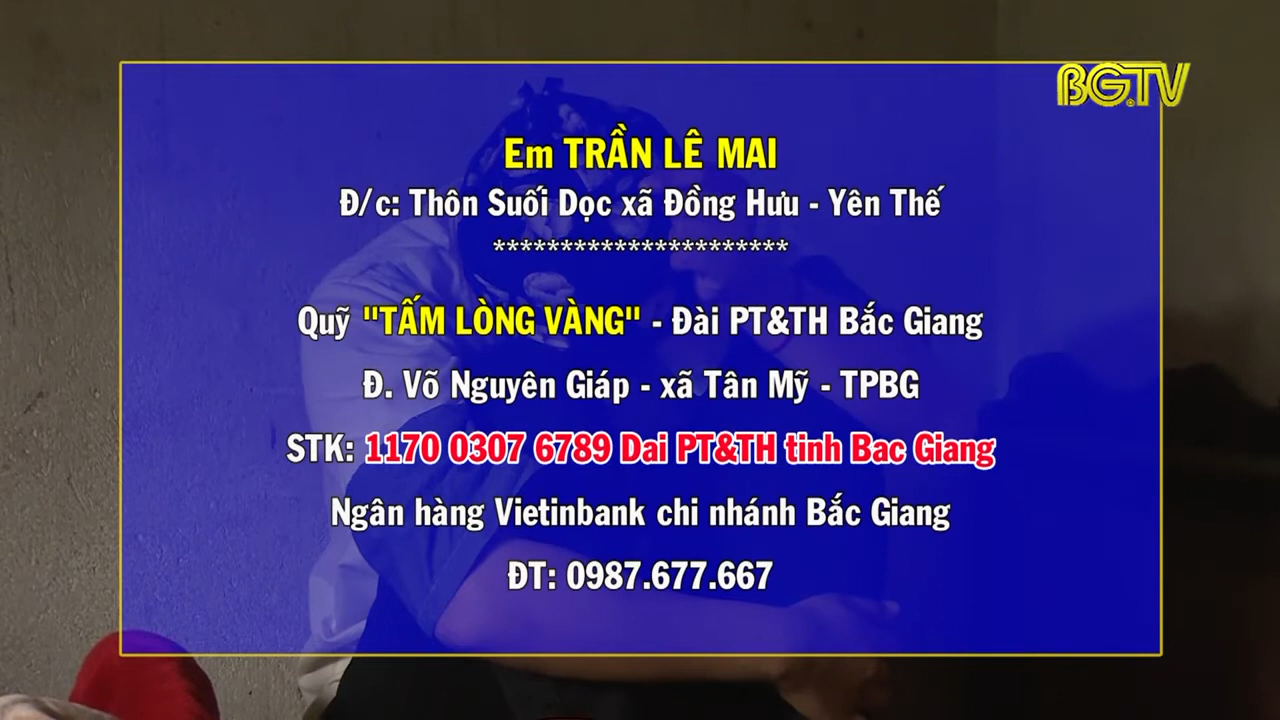 BG.TV
Em TRẦN LÊ MAI
Đ/c: Thôn Suối Dọc xã Đồng Hưu - Yên Thế
**********************
Quỹ "TẤM LÒNG VÀNG" - Đài PT&TH Bắc Giang
Đ. Võ Nguyên Giáp - xã Tân Mỹ - TPBG
STK: 1170 0307 6789 Dai PT&TH tinh Bac Giang
Ngân hàng Vietinbank chi nhánh Bắc Giang
ĐT: 0987.677.667